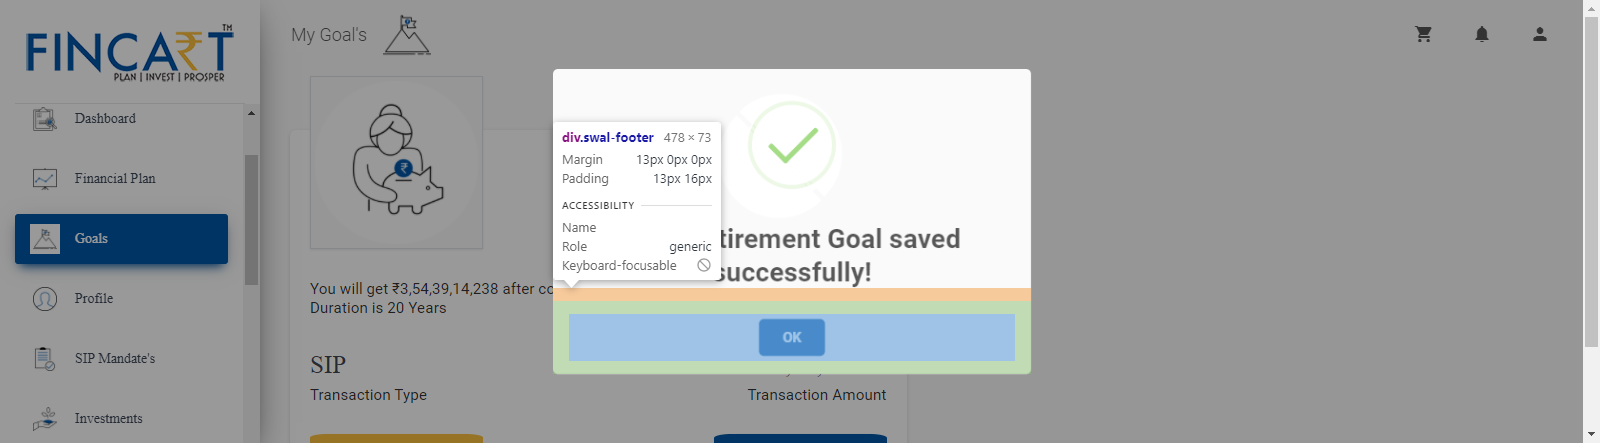 FINCART
TM
PLAN | INVEST | PROSPER
Dashboard
Financial Plan
Goals
Profile
SIP Mandate's
Investments
My Goal's
You will get ₹3,54,39,14,238 after co
Duration is 20 Years
SIP
Transaction Type
Transaction Amount
div.swal-footer 478 × 73
Margin 13px 0px 0px
Padding 13px 16px
ACCESSIBILITY
Name
Role generic
Keyboard-focusable
tirement Goal saved
successfully!
OK